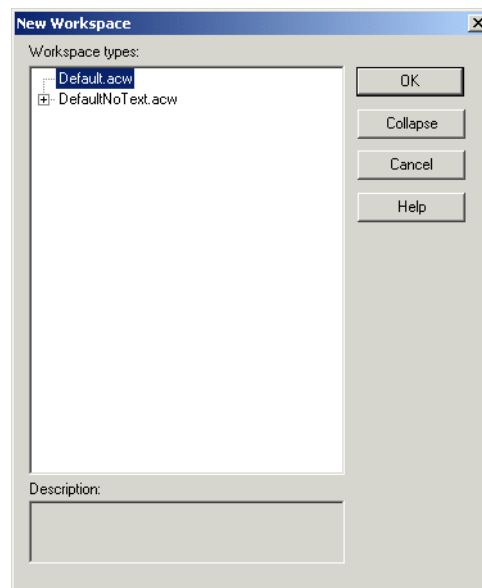 New Workspace
Workspace types:
Default.acw
DefaultNoText.acw
OK
Collapse
Cancel
Help
Description: